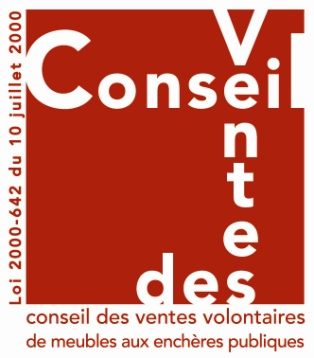 Loi 2000-642 du 10 juillet 2000
Conseil
des
Ventes
conseil des ventes volontaires
de meubles aux enchères publiques